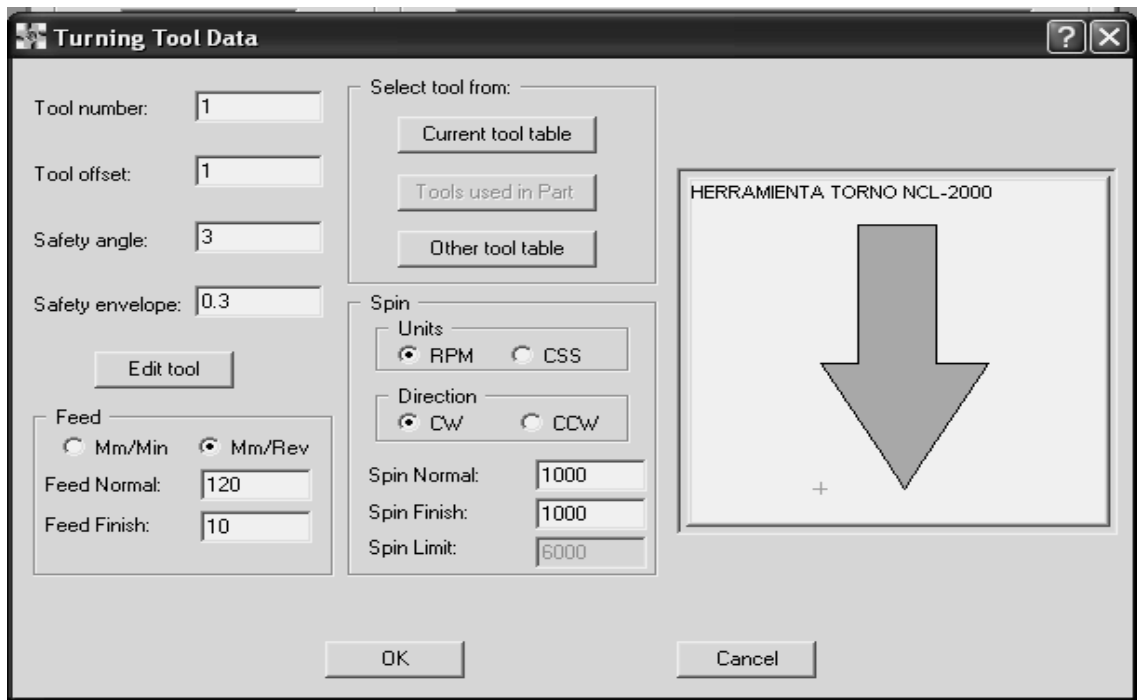 Turning Tool Data
Tool number: 1
Tool offset: 1
Safety angle: 3
Safety envelope: 0.3
Edit tool
Feed
Mm/Min Mm/Rev
Feed Normal: 120
Feed Finish: 10
Select tool from:
Current tool table
Tools used in Part
Other tool table
Spin
Units
RPM CSS
Direction
CW CCW
Spin Normal: 1000
Spin Finish: 1000
Spin Limit: 6000
HERRAMIENTA TORNO NCL-2000
OK
Cancel